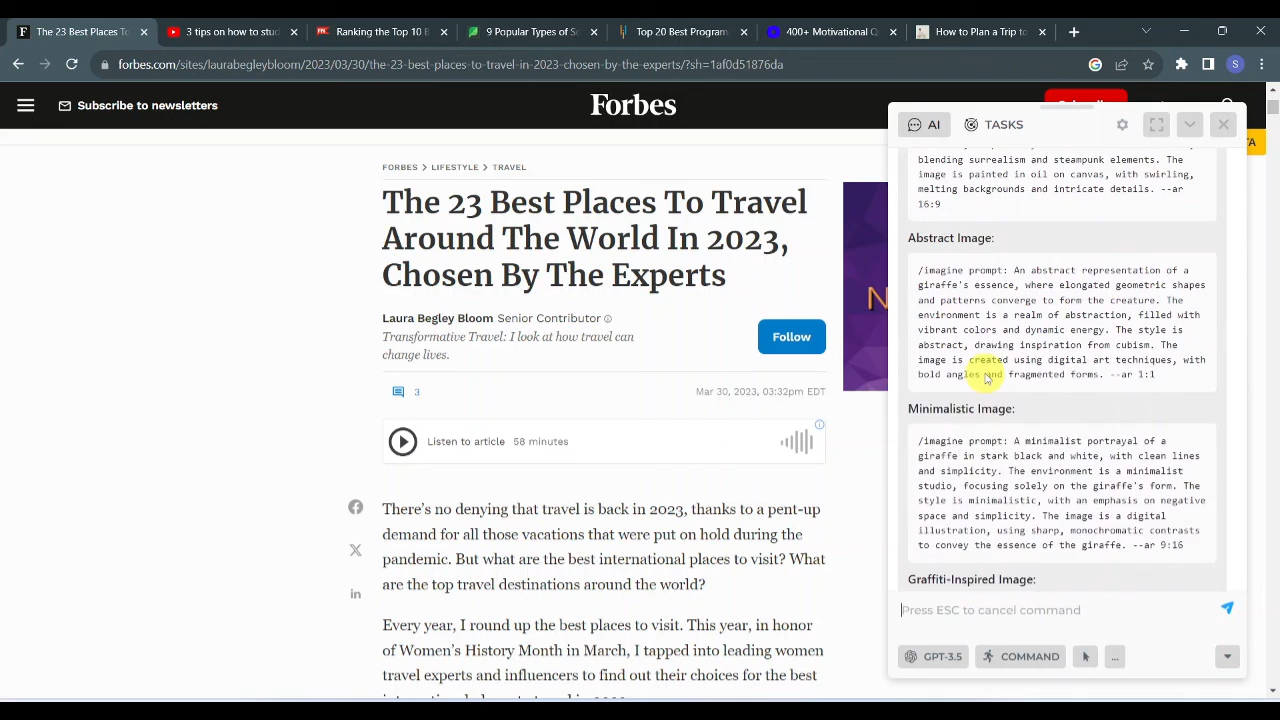 The 23 Best Places To
3 tips on how to stud
Ranking the Top 10 B
9 Popular Types of So
Top 20 Best Program
400+ Motivational Q
How to Plan a Trip to
forbes.com/sites/laurabegleybloom/2023/03/30/the-23-best-places-to-travel-in-2023-chosen-by-the-experts/?sh=1af0d51876da
S
Subscribe to newsletters
Forbes
FORBES > LIFESTYLE > TRAVEL
The 23 Best Places To Travel
Around The World In 2023,
Chosen By The Experts
Laura Begley Bloom Senior Contributor
Transformative Travel: I look at how travel can
change lives.
Follow
3
Mar 30, 2023, 03:32pm EDT
Listen to article 58 minutes
There's no denying that travel is back in 2023, thanks to a pent-up
demand for all those vacations that were put on hold during the
pandemic. But what are the best international places to visit? What
are the top travel destinations around the world?
Every year, I round up the best places to visit. This year, in honor
of Women's History Month in March, I tapped into leading women
travel experts and influencers to find out their choices for the best
AI
TASKS
blending surrealism and steampunk elements. The
image is painted in oil on canvas, with swirling,
melting backgrounds and intricate details. --ar
16:9
Abstract Image:
/imagine prompt: An abstract representation of a
giraffe's essence, where elongated geometric shapes
and patterns converge to form the creature. The
environment is a realm of abstraction, filled with
vibrant colors and dynamic energy. The style is
abstract, drawing inspiration from cubism. The
image is created using digital art techniques, with
bold angles and fragmented forms. --ar 1:1
Minimalistic Image:
/imagine prompt: A minimalist portrayal of a
giraffe in stark black and white, with clean lines
and simplicity. The environment is a minimalist
studio, focusing solely on the giraffe's form. The
style is minimalistic, with an emphasis on negative
space and simplicity. The image is a digital
illustration, using sharp, monochromatic contrasts
to convey the essence of the giraffe. --ar 9:16
Graffiti-Inspired Image:
Press ESC to cancel command
GPT-3.5
COMMAND
...